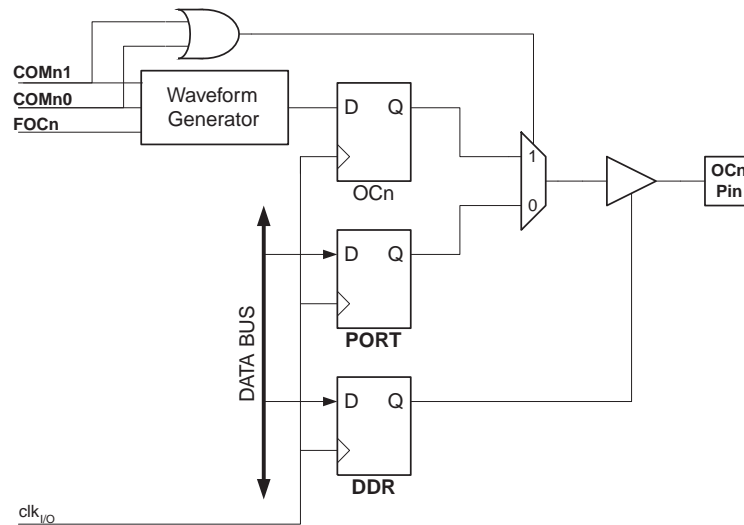 COMn1
COMn0
FOCn
Waveform
Generator
D Q
OCn
1
0
OCn
Pin
D Q
PORT
DATA BUS
D Q
DDR
clkI/O